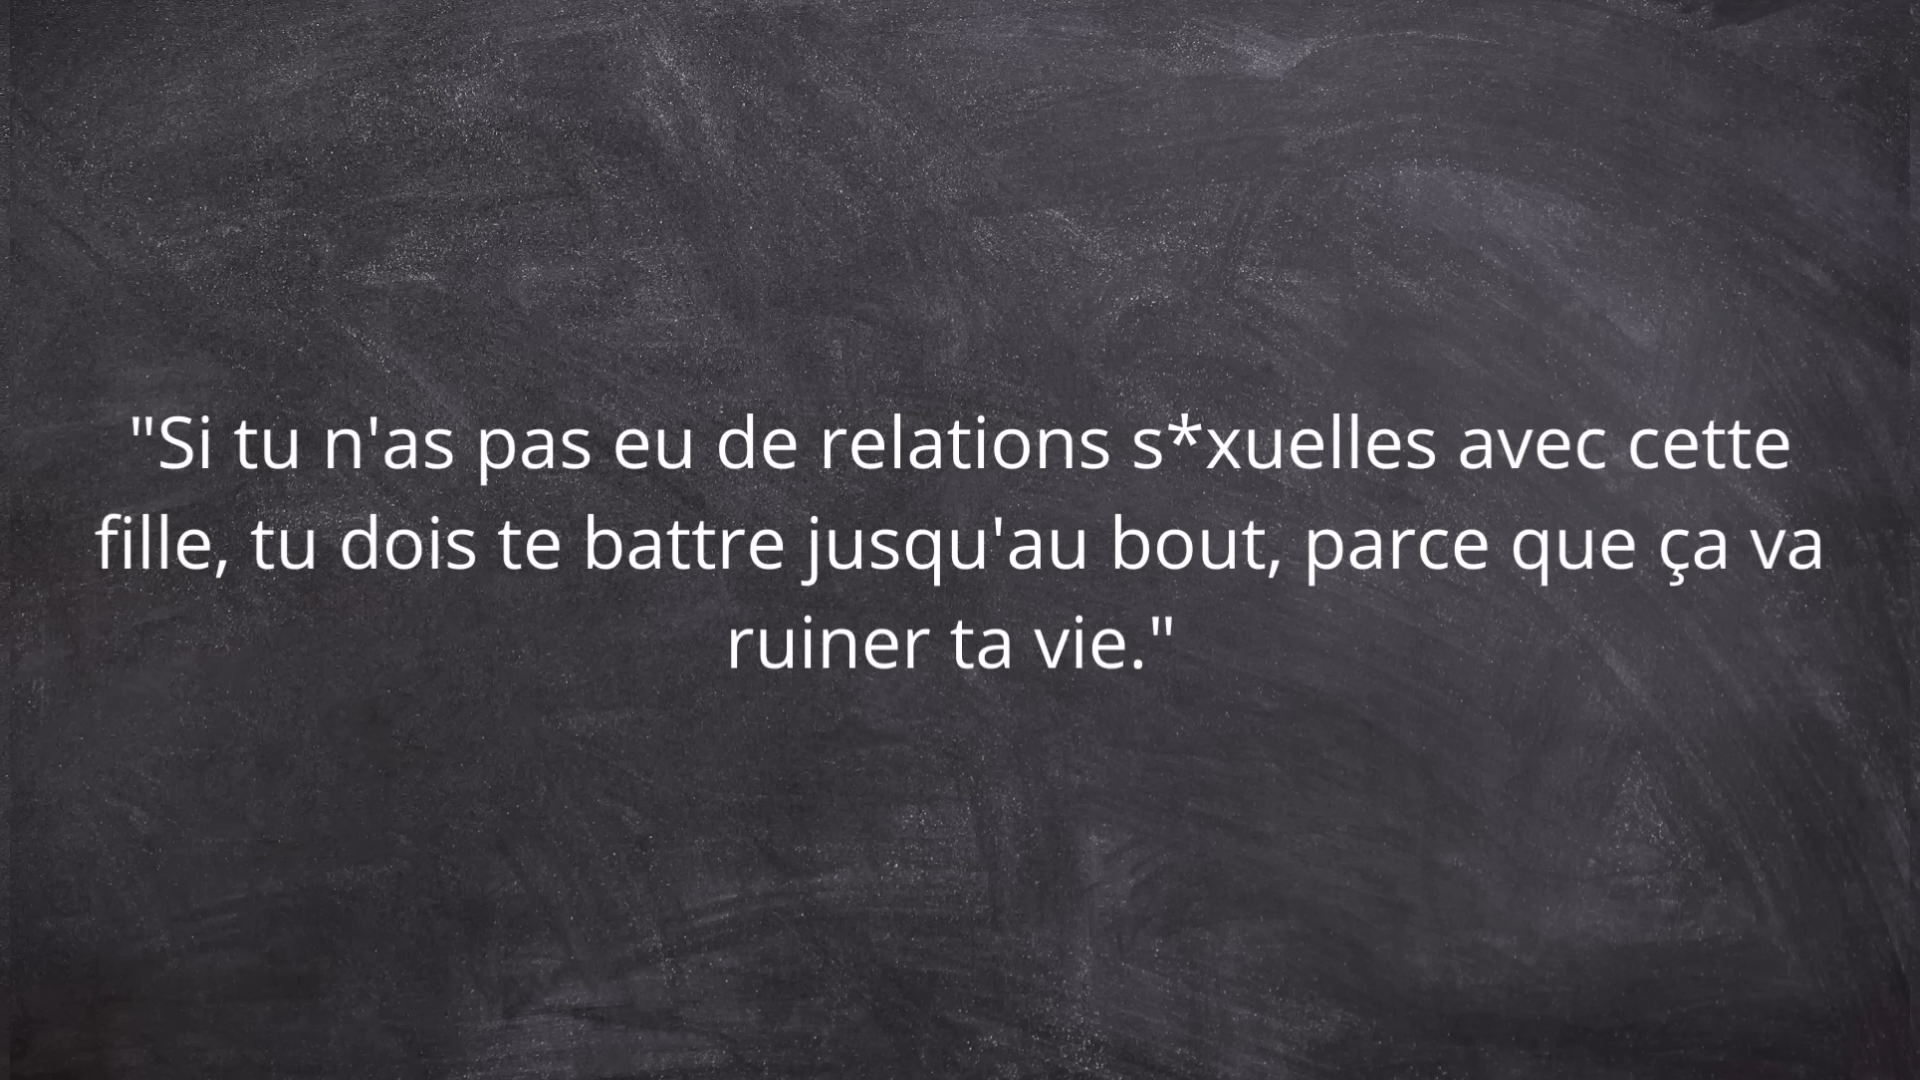 "Si tu n'as pas eu de relations s*xuelles avec cette
fille, tu dois te battre jusqu'au bout, parce que ça va
ruiner ta vie."